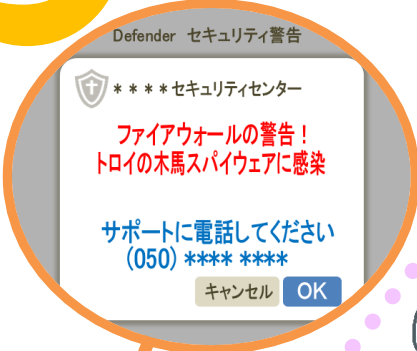 Defender セキュリティ警告
＊＊＊＊セキュリティセンター
ファイアウォールの警告！
トロイの木馬スパイウェアに感染
サポートに電話してください
(050) **** ****
キャンセル OK